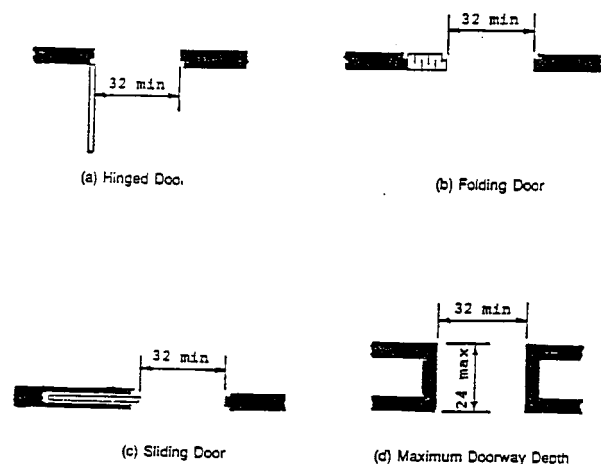 32 min
32 min
(a) Hinged Doo.
(b) Folding Door
32 min
32 min
24 max
(c) Sliding Door
(d) Maximum Doorway Depth